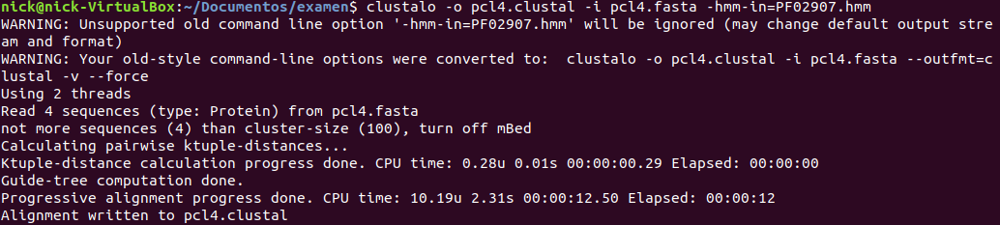 nick@nick-VirtualBox:~/Documentos/examen$ clustalo -o pcl4.clustal -i pcl4.fasta -hmm-in=PF02907.hmm
WARNING: Unsupported old command line option '-hmm-in' will be ignored (may change default output stre
am and format)
WARNING: Your old-style command-line options were converted to:  clustalo -o pcl4.clustal -i pcl4.fasta --outfmt=c
lustal -v --force
Using 2 threads
Read 4 sequences (type: Protein) from pcl4.fasta
not more sequences (4) than cluster-size (100), turn off mBed
Calculating pairwise ktuple-distances...
Ktuple-distance calculation progress done. CPU time: 0.28u 0.01s 00:00:00.29 Elapsed: 00:00:00
Guide-tree computation done.
Progressive alignment progress done. CPU time: 10.19u 2.31s 00:00:12.50 Elapsed: 00:00:12
Alignment written to pcl4.clustal